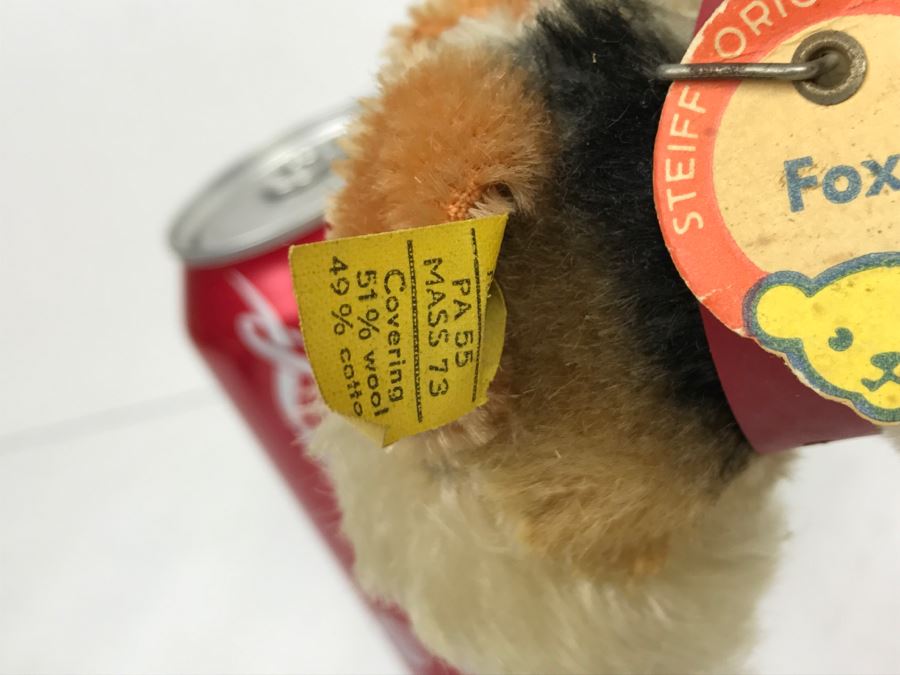 STEIFF ORIG
Fox
PA 55
MASS 73
Covering
51% wool
49% cotto